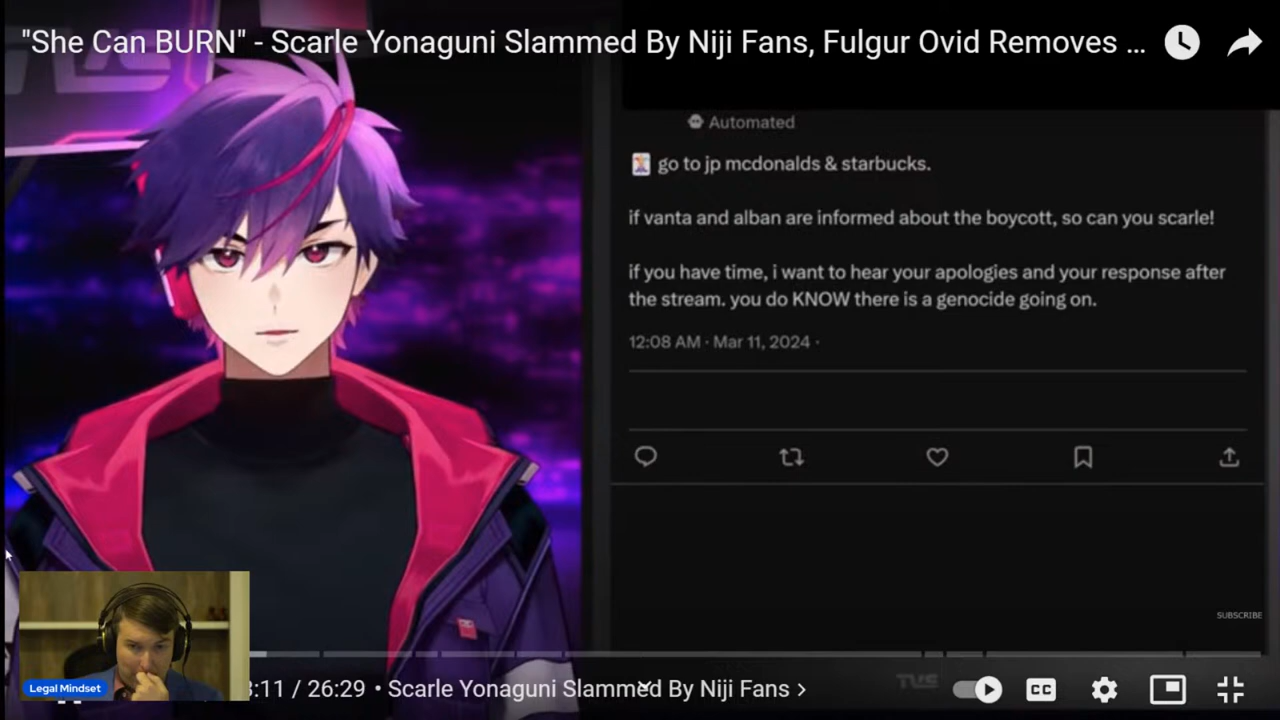 "She Can BURN" - Scarle Yonaguni Slammed By Niji Fans, Fulgur Ovid Removes ...
Automated
go to jp mcdonalds & starbucks.
if vanta and alban are informed about the boycott, so can you scarle!
if you have time, i want to hear your apologies and your response after
the stream. you do KNOW there is a genocide going on.
12:08 AM · Mar 11, 2024 ·
SUBSCRIBE
Legal Mindset
3:11 / 26:29 • Scarle Yonaguni Slammed By Niji Fans
TVS
CC